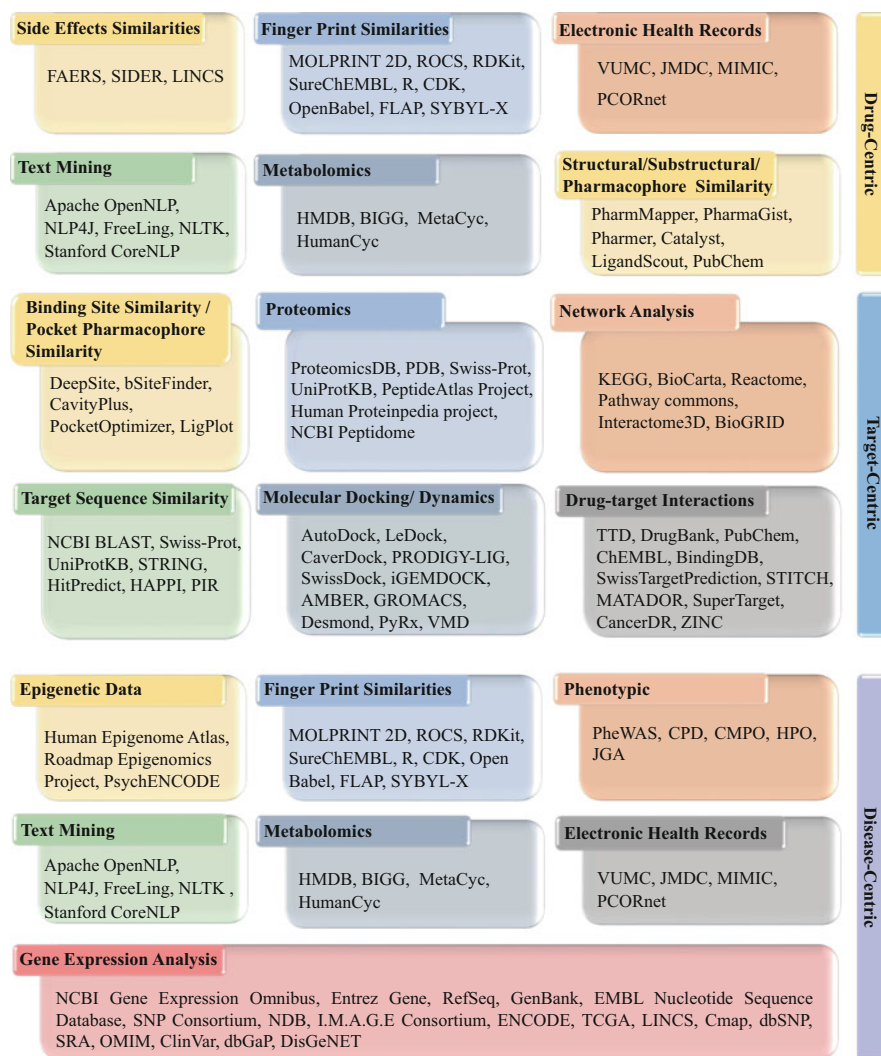 Side Effects Similarities
FAERS, SIDER, LINCS
Finger Print Similarities
MOLPRINT 2D, ROCS, RDKit,
SureChEMBL, R, CDK,
OpenBabel, FLAP, SYBYL-X
Electronic Health Records
VUMC, JMDC, MIMIC,
PCORnet
Text Mining
Apache OpenNLP,
NLP4J, FreeLing, NLTK,
Stanford CoreNLP
Metabolomics
HMDB, BIGG, MetaCyc,
HumanCyc
Structural/Substructural/
Pharmacophore Similarity
PharmMapper, PharmaGist,
Pharmer, Catalyst,
LigandScout, PubChem
Drug-Centric
Binding Site Similarity /
Pocket Pharmacophore
Similarity
DeepSite, bSiteFinder,
CavityPlus,
PocketOptimizer, LigPlot
Proteomics
ProteomicsDB, PDB, Swiss-Prot,
UniProtKB, PeptideAtlas Project,
Human Proteinpedia project,
NCBI Peptidome
Network Analysis
KEGG, BioCarta, Reactome,
Pathway commons,
Interactome3D, BioGRID
Target Sequence Similarity
NCBI BLAST, Swiss-Prot,
UniProtKB, STRING,
HitPredict, HAPPI, PIR
Molecular Docking/ Dynamics
AutoDock, LeDock,
CaverDock, PRODIGY-LIG,
SwissDock, iGEMDOCK,
AMBER, GROMACS,
Desmond, PyRx, VMD
Drug-target Interactions
TTD, DrugBank, PubChem,
ChEMBL, BindingDB,
SwissTargetPrediction, STITCH,
MATADOR, SuperTarget,
CancerDR, ZINC
Target-Centric
Epigenetic Data
Human Epigenome Atlas,
Roadmap Epigenomics
Project, PsychENCODE
Finger Print Similarities
MOLPRINT 2D, ROCS, RDKit,
SureChEMBL, R, CDK, Open
Babel, FLAP, SYBYL-X
Phenotypic
PheWAS, CPD, CMPO, HPO,
JGA
Text Mining
Apache OpenNLP,
NLP4J, FreeLing, NLTK ,
Stanford CoreNLP
Metabolomics
HMDB, BIGG, MetaCyc,
HumanCyc
Electronic Health Records
VUMC, JMDC, MIMIC,
PCORnet
Gene Expression Analysis
NCBI Gene Expression Omnibus, Entrez Gene, RefSeq, GenBank, EMBL Nucleotide Sequence
Database, SNP Consortium, NDB, I.M.A.G.E Consortium, ENCODE, TCGA, LINCS, Cmap, dbSNP,
SRA, OMIM, ClinVar, dbGaP, DisGeNET
Disease-Centric